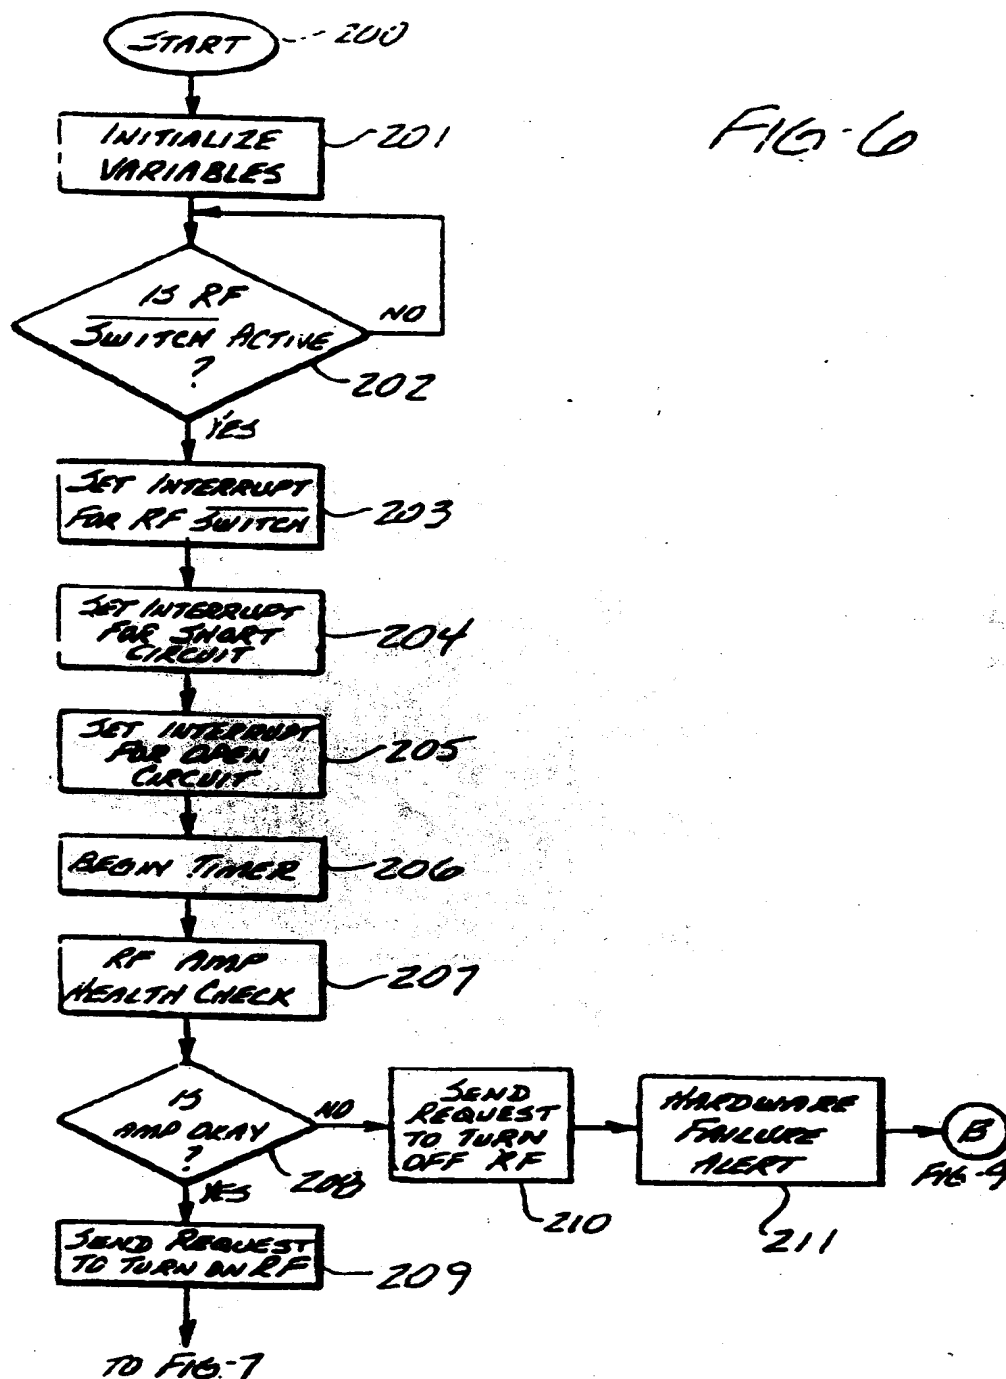 START
200
FIG-6
INITIALIZE
VARIABLES
201
IS RF
SWITCH ACTIVE
?
NO
202
YES
SET INTERRUPT
FOR RF SWITCH
203
SET INTERRUPT
FOR SHORT
CIRCUIT
204
SET INTERRUPT
FOR OPEN
CIRCUIT
205
BEGIN TIMER
206
RF AMP
HEALTH CHECK
207
IS
AMP OKAY
?
NO
208
YES
SEND
REQUEST
TO TURN
OFF RF
210
HARDWARE
FAILURE
ALERT
211
B
FIG-9
SEND REQUEST
TO TURN ON RF
209
TO FIG-7